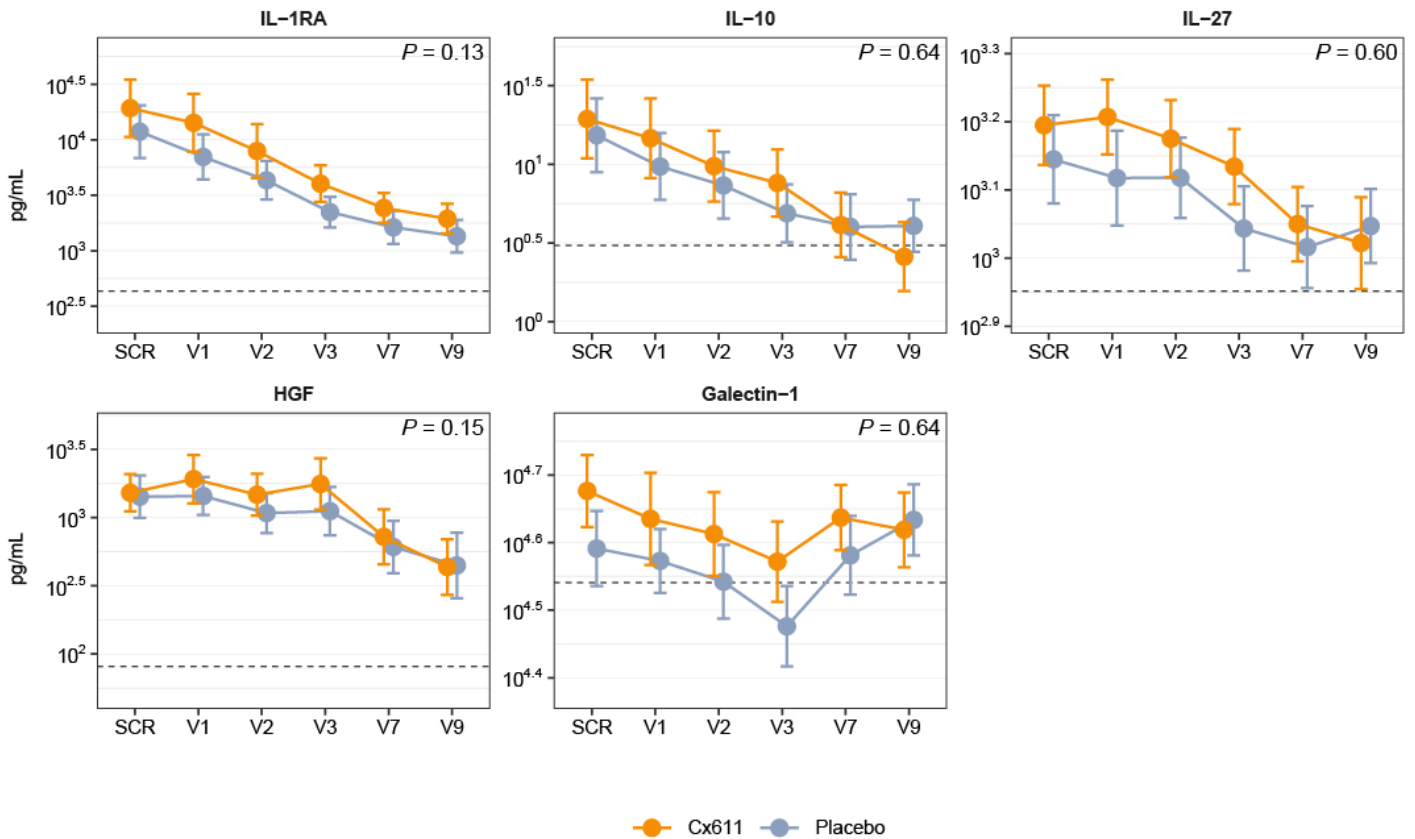 IL−1RA
P = 0.13
10^4.5
10^4
10^3.5
10^3
10^2.5
pg/mL
SCR V1 V2 V3 V7 V9
IL−10
P = 0.64
10^1.5
10^1
10^0.5
10^0
SCR V1 V2 V3 V7 V9
IL−27
P = 0.60
10^3.3
10^3.2
10^3.1
10^3
10^2.9
SCR V1 V2 V3 V7 V9
HGF
P = 0.15
10^3.5
10^3
10^2.5
10^2
pg/mL
SCR V1 V2 V3 V7 V9
Galectin−1
P = 0.64
10^4.7
10^4.6
10^4.5
10^4.4
SCR V1 V2 V3 V7 V9
Cx611 Placebo